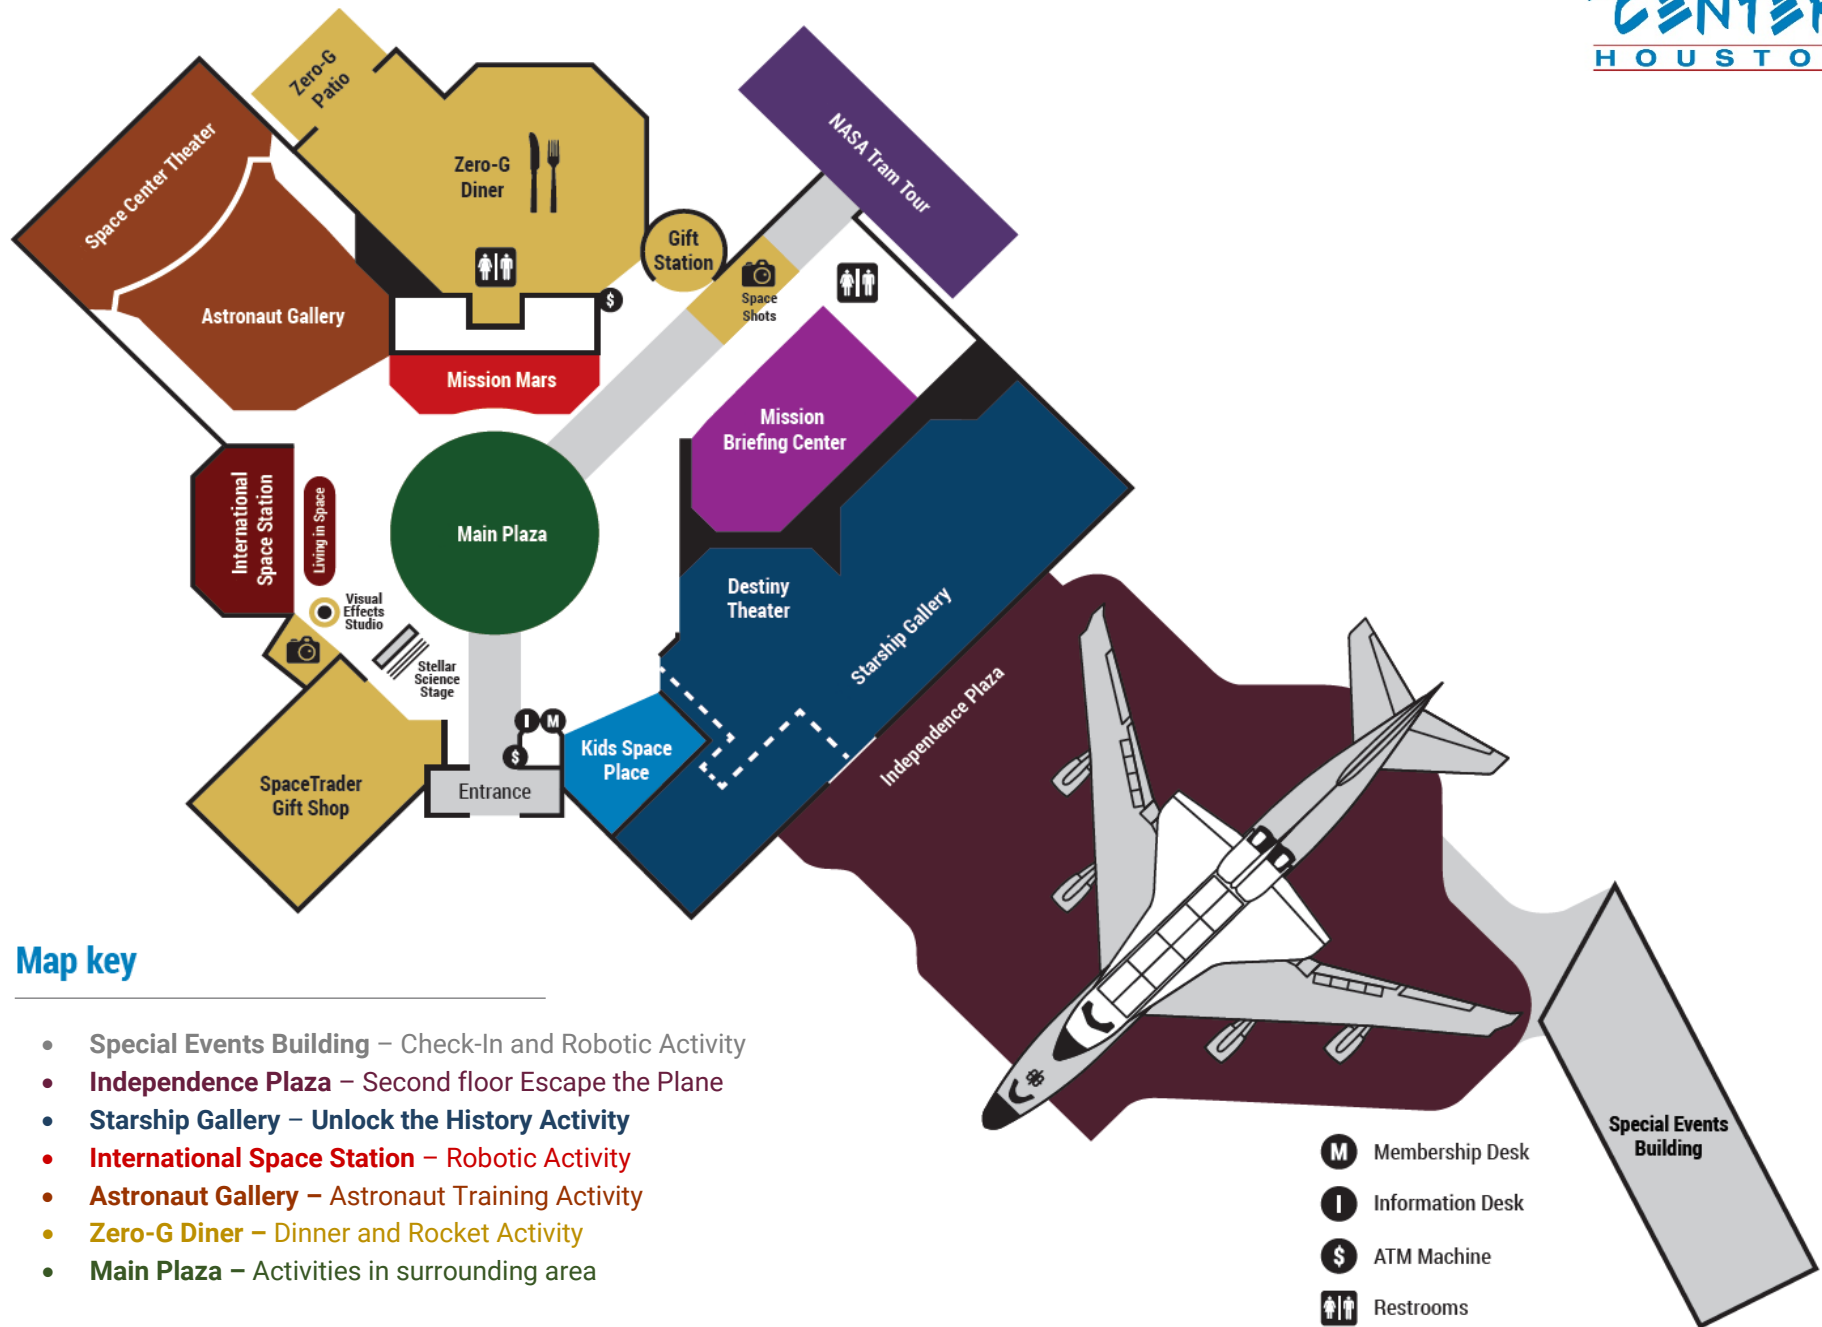 CENTER
HOUSTO
Zero-G
Patio
Space Center Theater
Zero-G
Diner
NASA Tram Tour
Gift
Station
$
Space
Shots
Astronaut Gallery
Mission Mars
Mission
Briefing Center
International
Space Station
Living in Space
Main Plaza
Visual
Effects
Studio
Destiny
Theater
Starship Gallery
Stellar
Science
Stage
Independence Plaza
I M
$
Kids Space
Place
SpaceTrader
Gift Shop
Entrance
Map key
• Special Events Building – Check-In and Robotic Activity
• Independence Plaza – Second floor Escape the Plane
• Starship Gallery – Unlock the History Activity
• International Space Station – Robotic Activity
• Astronaut Gallery – Astronaut Training Activity
• Zero-G Diner – Dinner and Rocket Activity
• Main Plaza – Activities in surrounding area
Special Events
Building
M Membership Desk
I Information Desk
$ ATM Machine
Restrooms